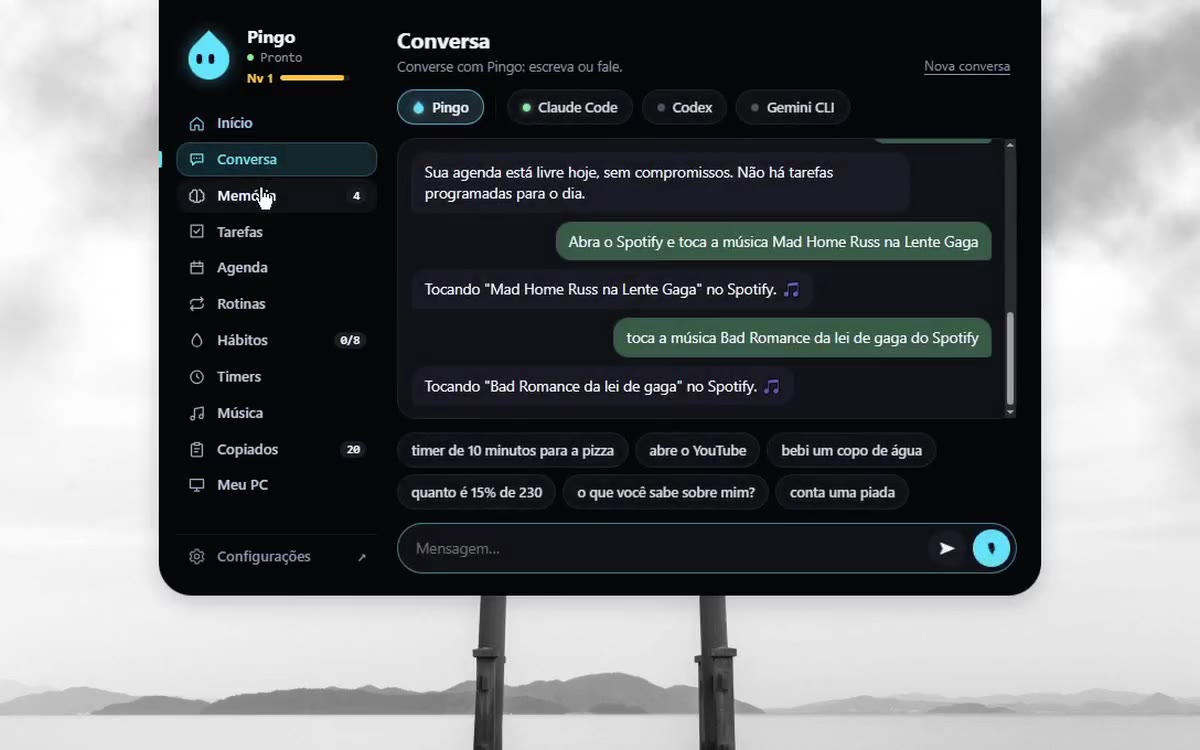 Pingo
Pronto
Nv 1
Início
Conversa
Memória
4
Tarefas
Agenda
Rotinas
Hábitos
0/8
Timers
Música
Copiados
20
Meu PC
Configurações
Conversa
Converse com Pingo: escreva ou fale.
Nova conversa
Pingo
Claude Code
Codex
Gemini CLI
Sua agenda está livre hoje, sem compromissos. Não há tarefas
programadas para o dia.
Abra o Spotify e toca a música Mad Home Russ na Lente Gaga
Tocando "Mad Home Russ na Lente Gaga" no Spotify. 🎵
toca a música Bad Romance da lei de gaga do Spotify
Tocando "Bad Romance da lei de gaga" no Spotify. 🎵
timer de 10 minutos para a pizza
abre o YouTube
bebi um copo de água
quanto é 15% de 230
o que você sabe sobre mim?
conta uma piada
Mensagem...